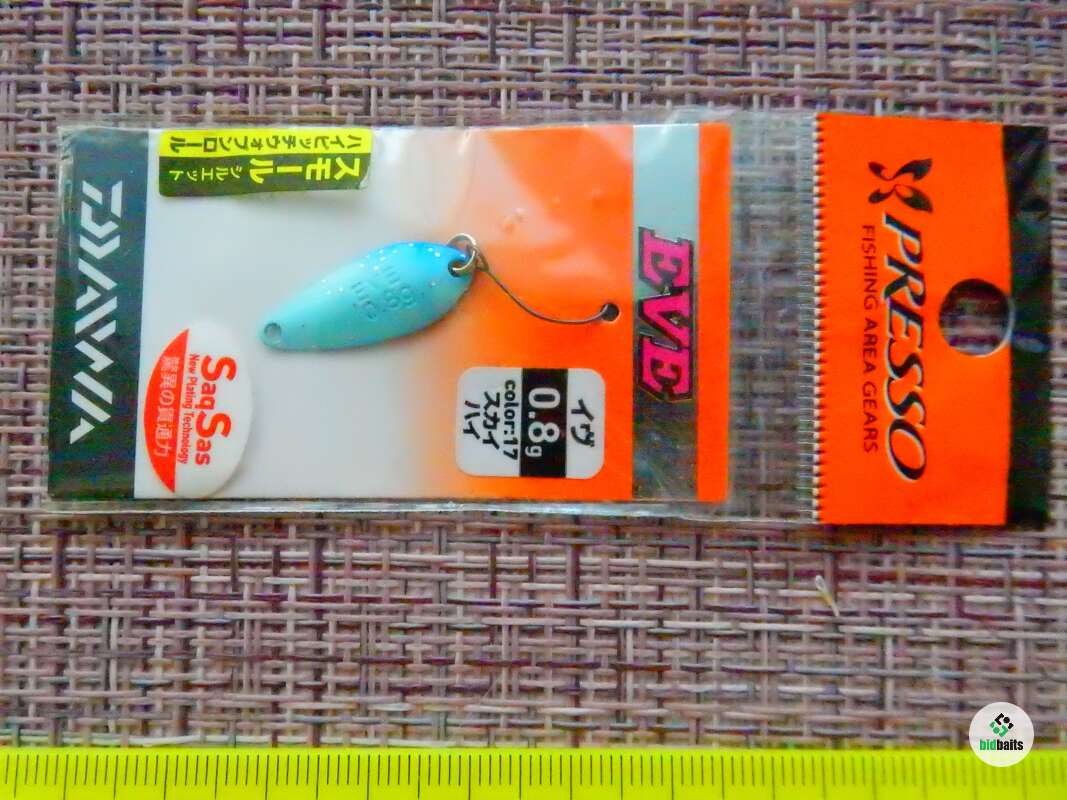 PRESSO
FISHING AREA GEARS
EVE
イヴ
0.8g
color:17
スカイ
ハイ
スモール
シルエット
ハイピッチウォブンロール
SaqSas
New Plating Technology
驚異の貫通力
DAIWA
bidbaits